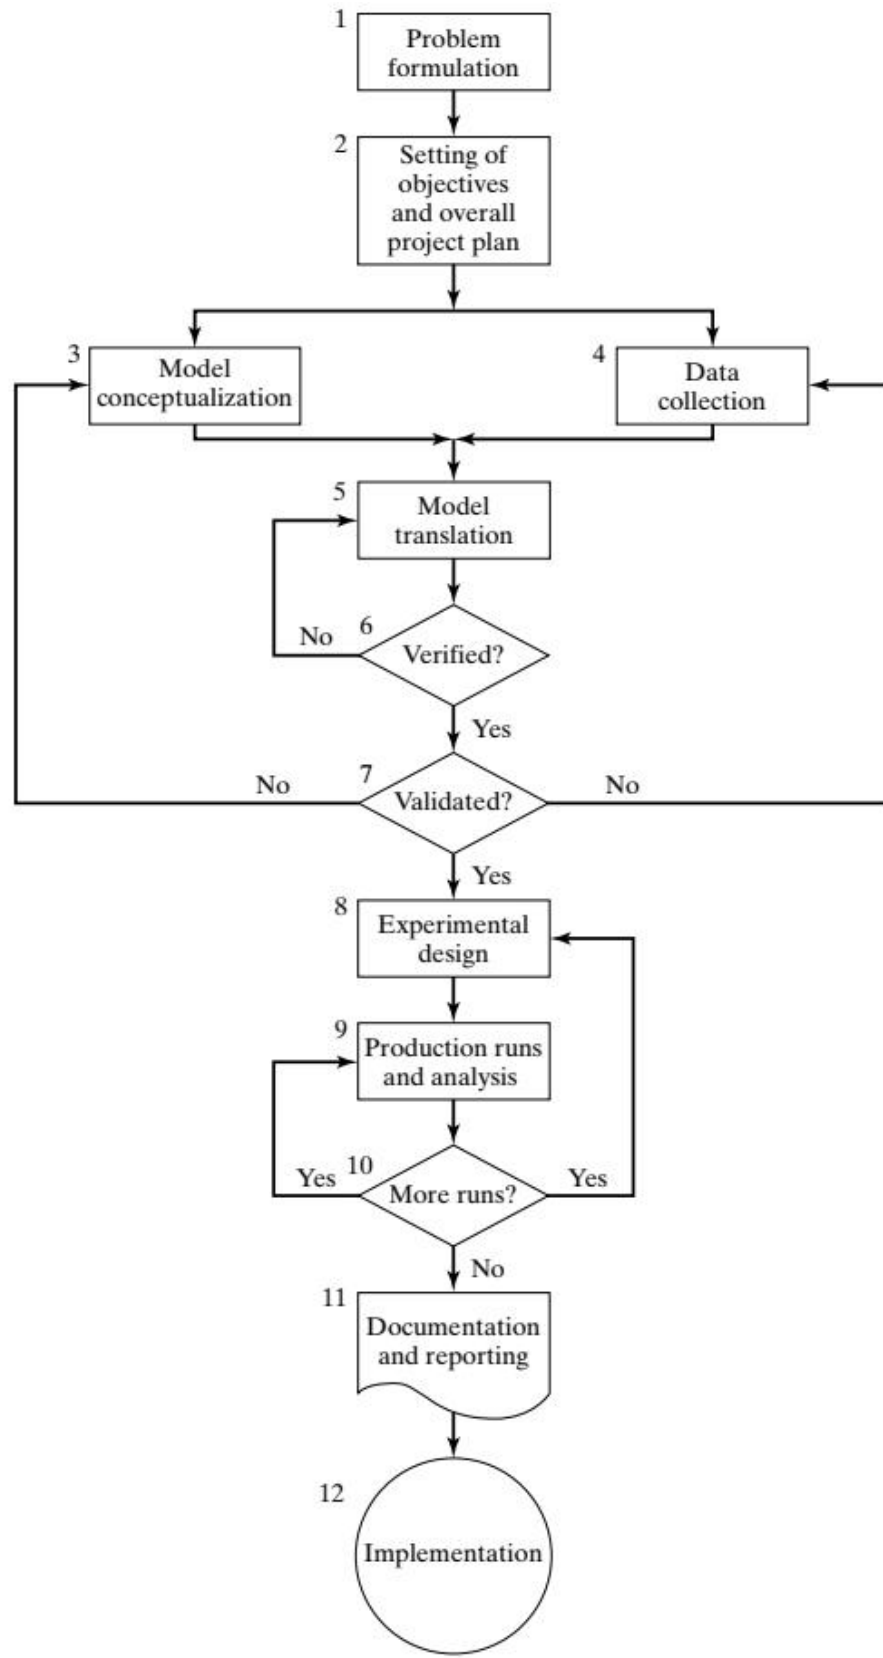 1
Problem
formulation
2
Setting of
objectives
and overall
project plan
3
Model
conceptualization
4
Data
collection
5
Model
translation
6
No
Verified?
Yes
7
No
Validated?
No
Yes
8
Experimental
design
9
Production runs
and analysis
10
Yes
More runs?
Yes
No
11
Documentation
and reporting
12
Implementation